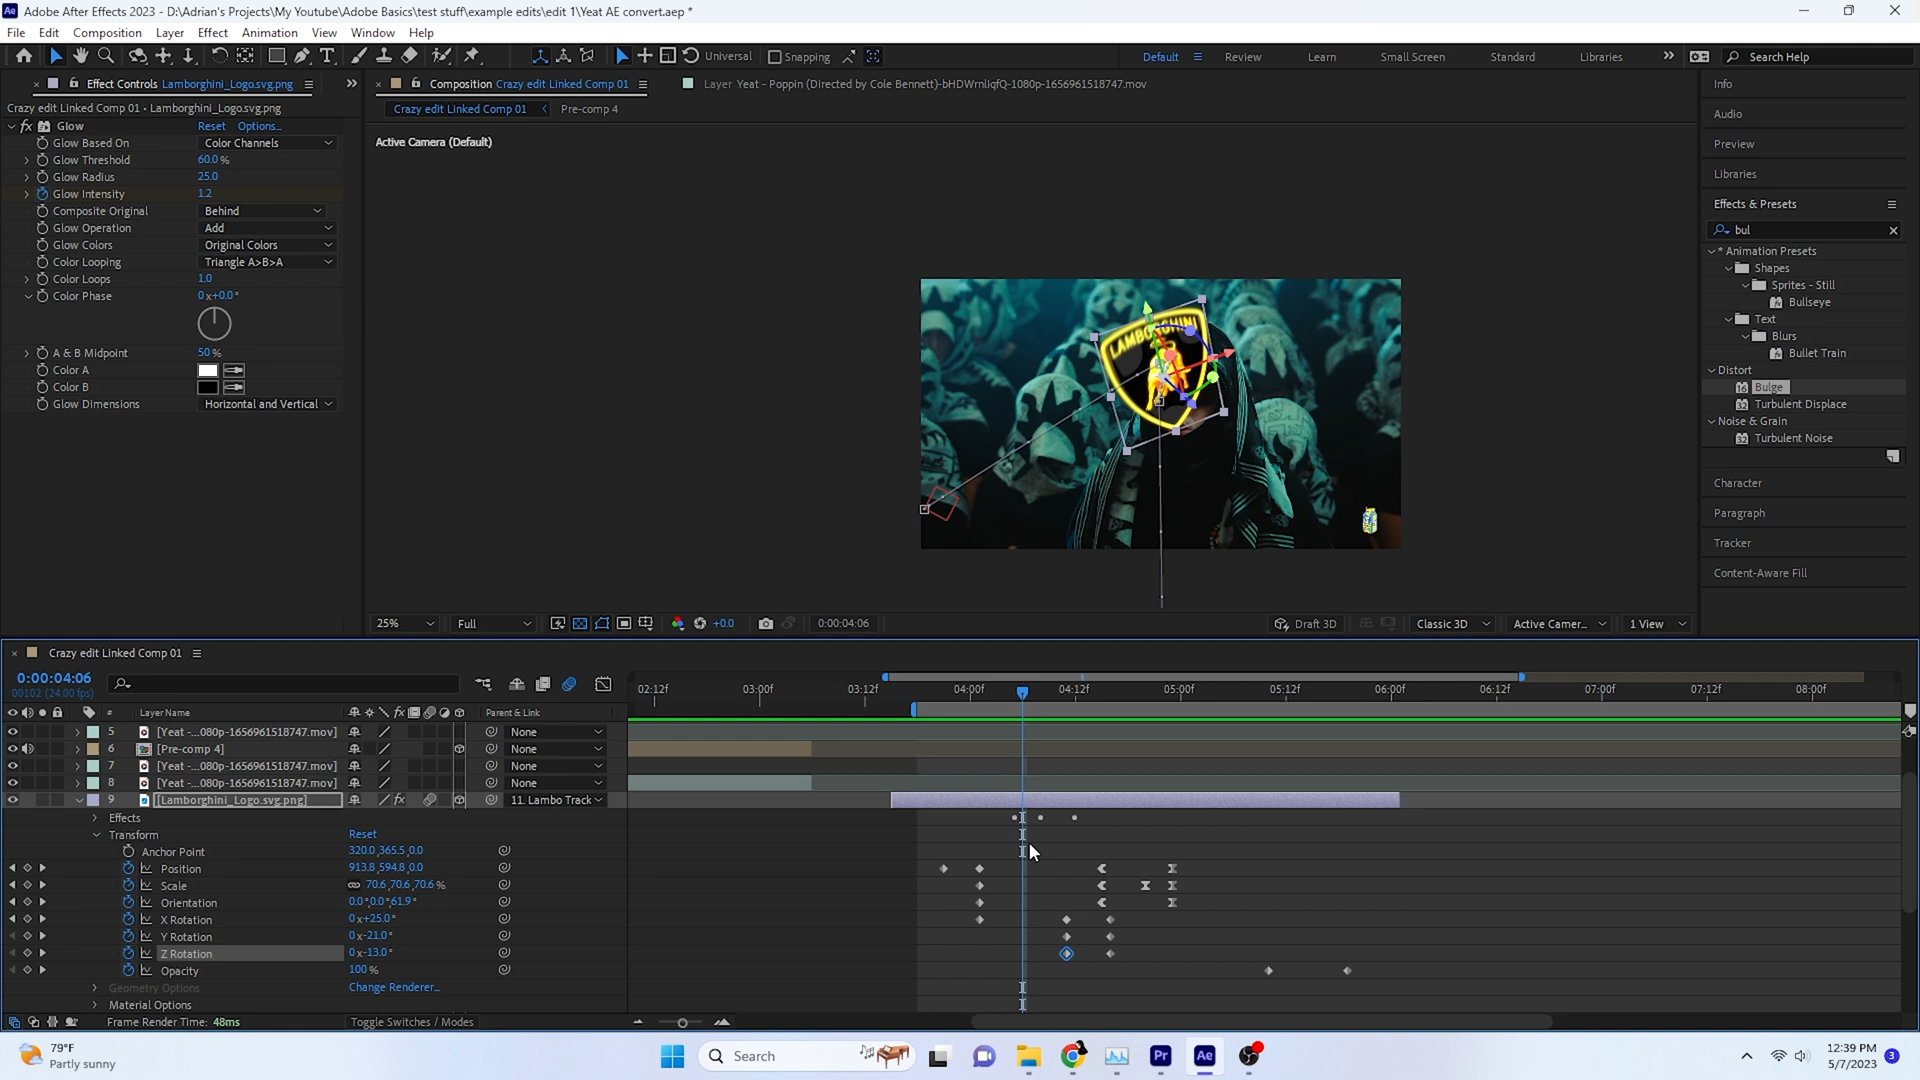 Adobe After Effects 2023 - D:\Adrian's Projects\My Youtube\Adobe Basics\test stuff\example edits\edit 1\Yeat AE convert.aep *
File Edit Composition Layer Effect Animation View Window Help
Universal Snapping Default Review Learn Small Screen Standard Libraries Search Help
Effect Controls Lamborghini_Logo.svg.png
Composition Crazy edit Linked Comp 01
Layer Yeat - Poppin (Directed by Cole Bennett)-bHDWrnlIqfQ-1080p-1656961518747.mov
Crazy edit Linked Comp 01 • Lamborghini_Logo.svg.png
Crazy edit Linked Comp 01 Pre-comp 4
Active Camera (Default)
fx Glow Reset Options...
Glow Based On Color Channels
Glow Threshold 60.0 %
Glow Radius 25.0
Glow Intensity 1.2
Composite Original Behind
Glow Operation Add
Glow Colors Original Colors
Color Looping Triangle A>B>A
Color Loops 1.0
Color Phase 0x+0.0°
A & B Midpoint 50 %
Color A
Color B
Glow Dimensions Horizontal and Vertical
LAMBORGHINI
Info
Audio
Preview
Libraries
Effects & Presets
bul
* Animation Presets
Shapes
Sprites - Still
Bullseye
Text
Blurs
Bullet Train
Distort
Bulge
Turbulent Displace
Noise & Grain
Turbulent Noise
Character
Paragraph
Tracker
Content-Aware Fill
25% Full +0.0 0:00:04:06 Draft 3D Classic 3D Active Camer... 1 View
Crazy edit Linked Comp 01
0:00:04:06
00102 (24.00 fps)
02:12f 03:00f 03:12f 04:00f 04:12f 05:00f 05:12f 06:00f 06:12f 07:00f 07:12f 08:00f
# Layer Name fx Parent & Link
5 [Yeat -...080p-1656961518747.mov] None
6 [Pre-comp 4] None
7 [Yeat -...080p-1656961518747.mov] None
8 [Yeat -...080p-1656961518747.mov] None
9 [Lamborghini_Logo.svg.png] fx 11. Lambo Track
Effects
Transform Reset
Anchor Point 320.0,365.5,0.0
Position 913.8,594.8,0.0
Scale 70.6,70.6,70.6 %
Orientation 0.0°,0.0°,61.9°
X Rotation 0x+25.0°
Y Rotation 0x-21.0°
Z Rotation 0x-13.0°
Opacity 100 %
Geometry Options Change Renderer...
Material Options
Frame Render Time: 48ms Toggle Switches / Modes
79°F
Partly sunny
Search
Pr Ae
12:39 PM
5/7/2023
3